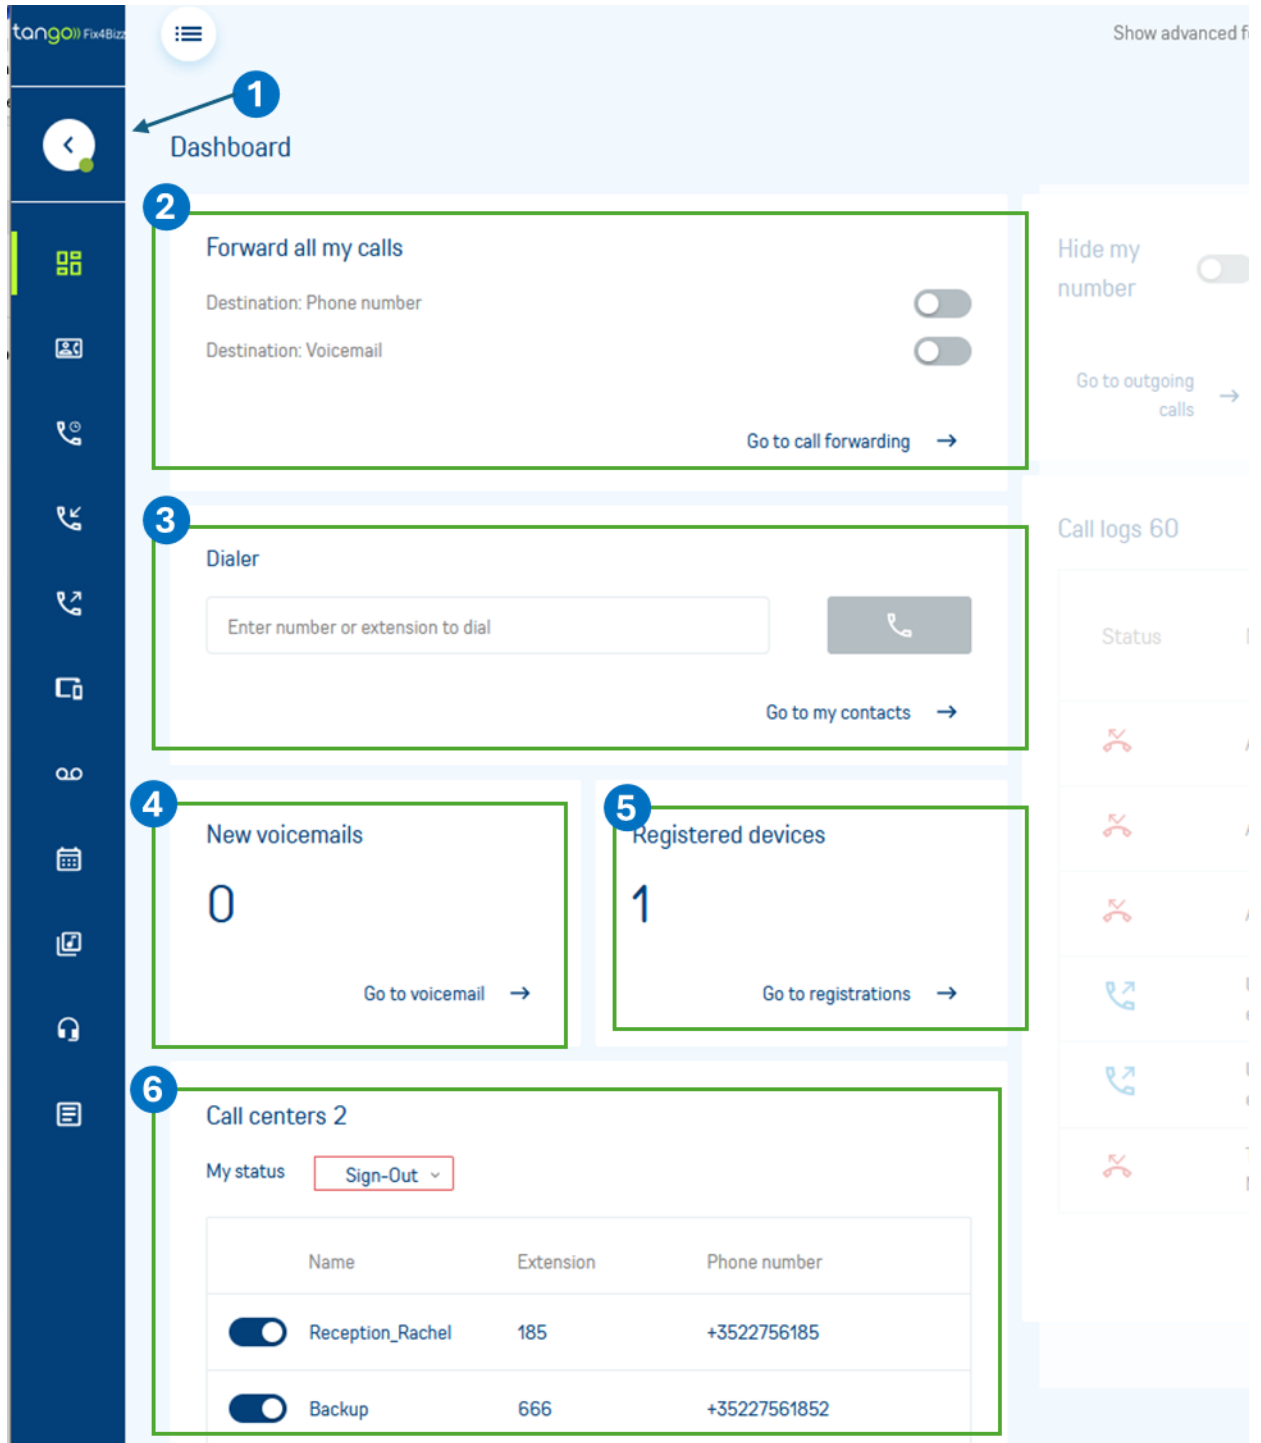 tango Fix4Bizz
Show advanced f
1
Dashboard
2
Forward all my calls
Destination: Phone number
Destination: Voicemail
Go to call forwarding →
Hide my
number
Go to outgoing
calls →
3
Dialer
Enter number or extension to dial
Go to my contacts →
Call logs 60
Status
4
New voicemails
0
Go to voicemail →
5
Registered devices
1
Go to registrations →
6
Call centers 2
My status Sign-Out
Name Extension Phone number
Reception_Rachel 185 +3522756185
Backup 666 +35227561852